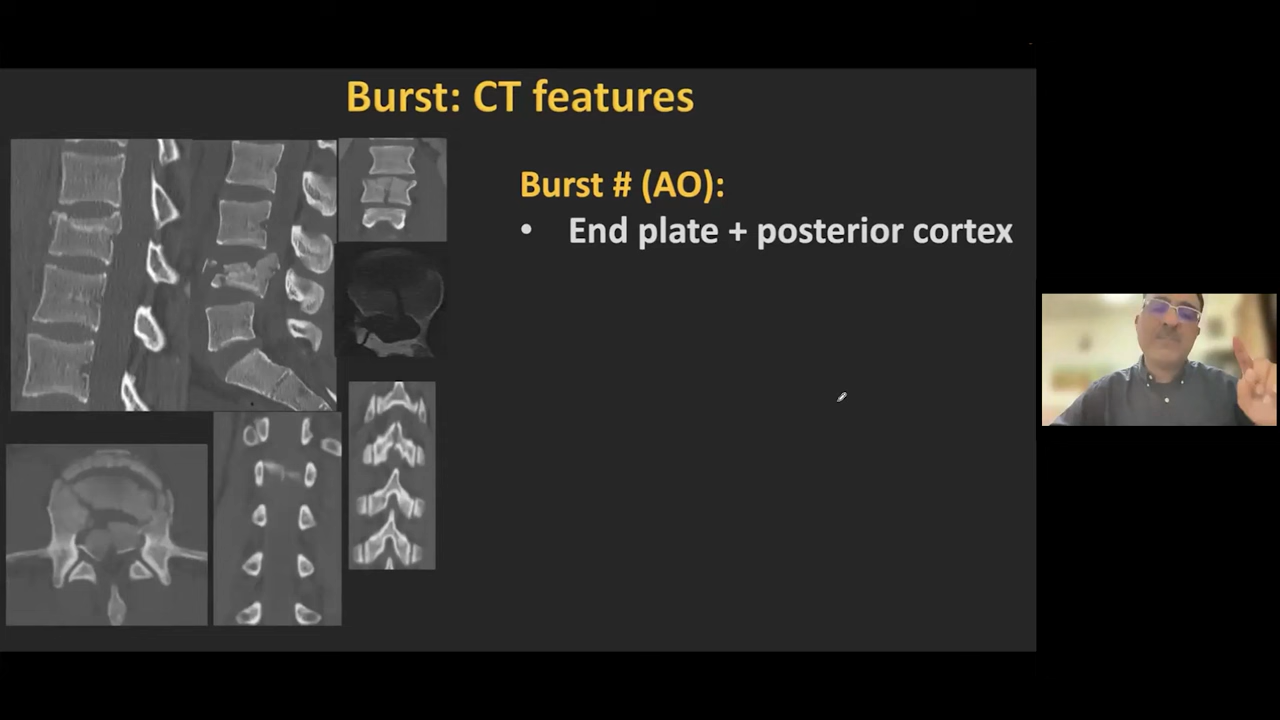 Burst: CT features
Burst # (AO):
• End plate + posterior cortex